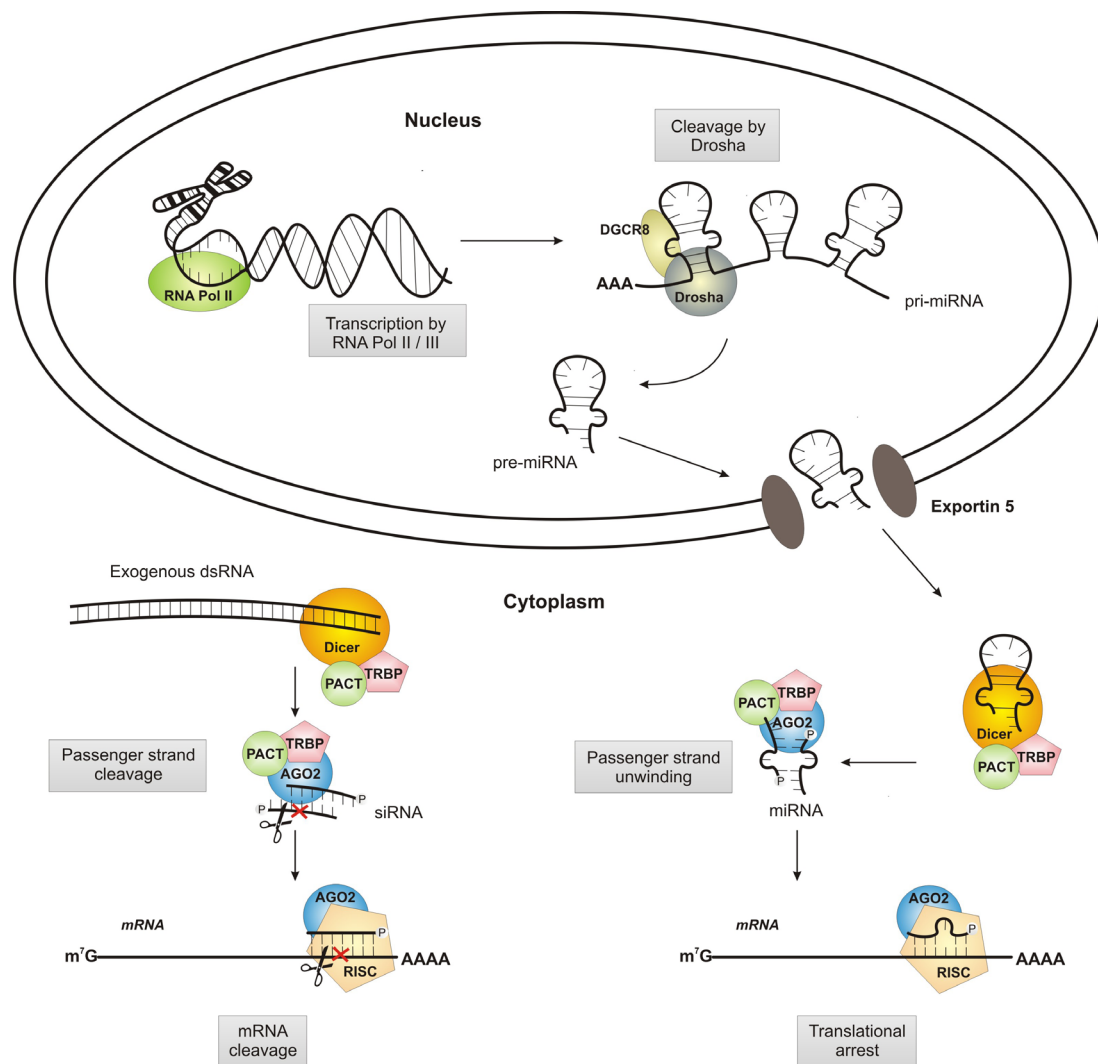 Nucleus
Cleavage by
Drosha
DGCR8
RNA Pol II
AAA
Drosha
pri-miRNA
Transcription by
RNA Pol II / III
pre-miRNA
Exportin 5
Exogenous dsRNA
Cytoplasm
Dicer
PACT
TRBP
Passenger strand
cleavage
PACT
TRBP
AGO2
P
P
siRNA
AGO2
mRNA
P
m⁷G
AAAA
RISC
mRNA
cleavage
Dicer
TRBP
PACT
Passenger strand
unwinding
PACT
TRBP
AGO2
P
P
miRNA
AGO2
mRNA
P
m⁷G
AAAA
RISC
Translational
arrest